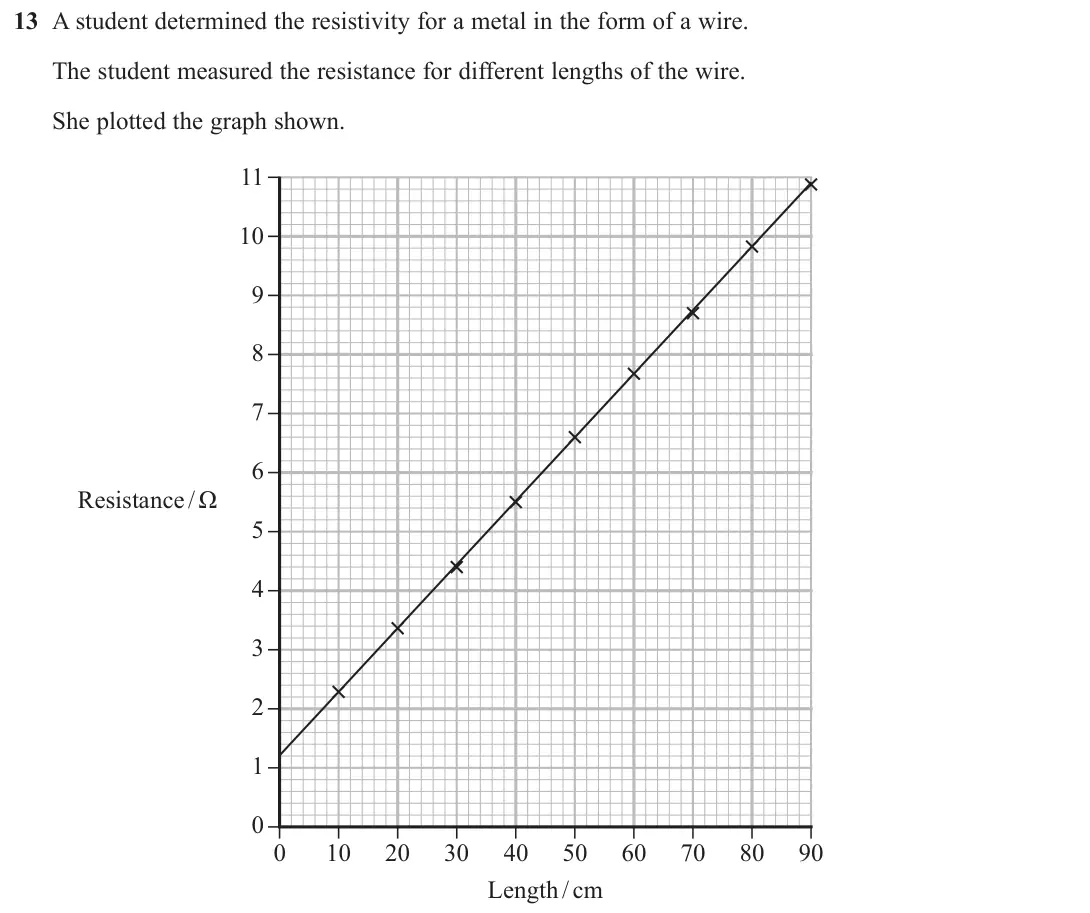 13 A student determined the resistivity for a metal in the form of a wire.
The student measured the resistance for different lengths of the wire.
She plotted the graph shown.
11
10
9
8
7
6
Resistance / Ω
5
4
3
2
1
0
0 10 20 30 40 50 60 70 80 90
Length / cm